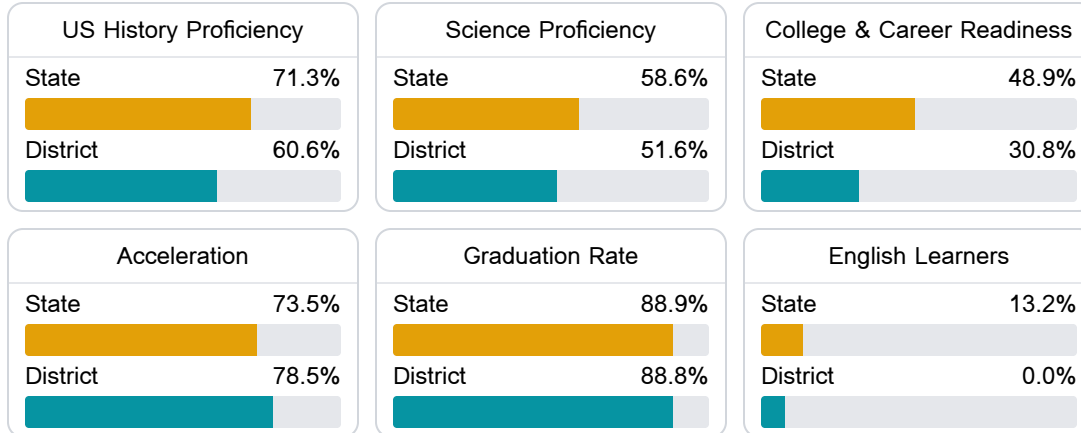 US History Proficiency
State 71.3%
District 60.6%
Science Proficiency
State 58.6%
District 51.6%
College & Career Readiness
State 48.9%
District 30.8%
Acceleration
State 73.5%
District 78.5%
Graduation Rate
State 88.9%
District 88.8%
English Learners
State 13.2%
District 0.0%